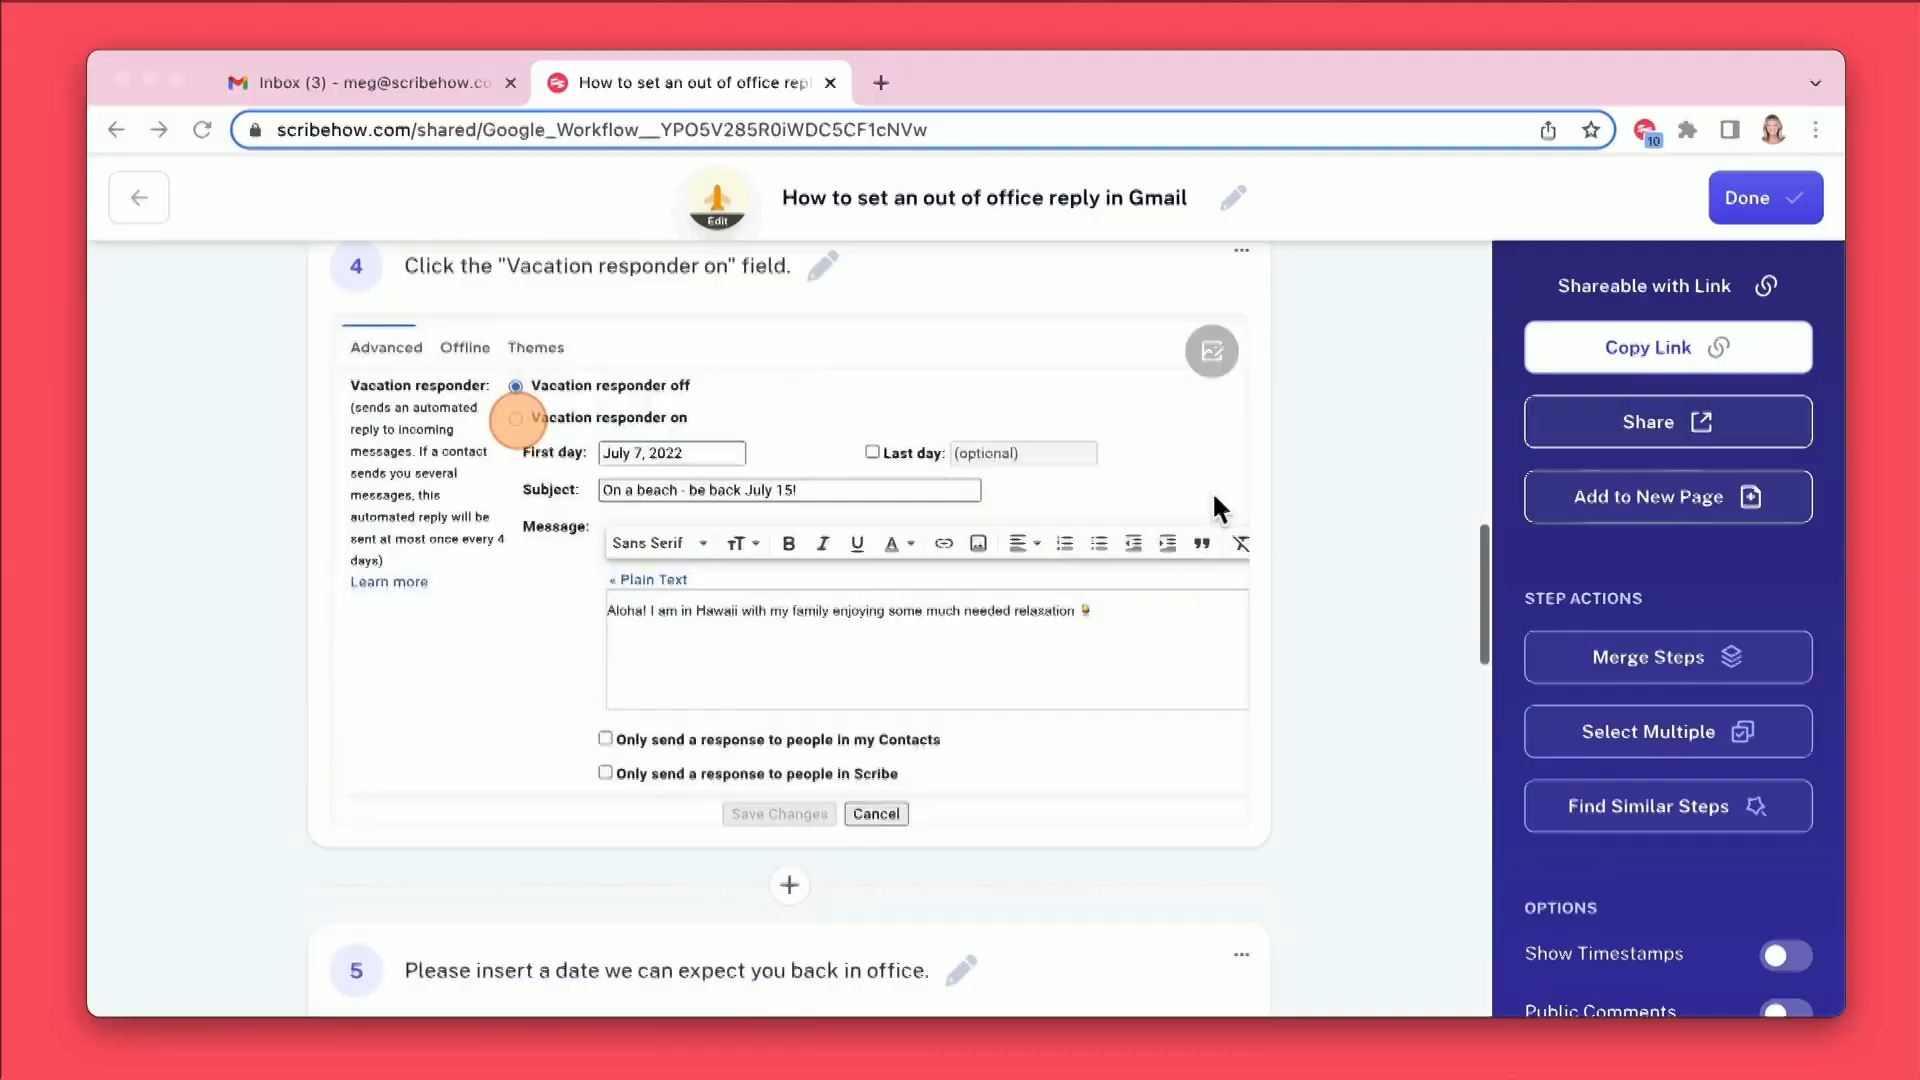 Inbox (3) - meg@scribehow.co
How to set an out of office rep
scribehow.com/shared/Google_Workflow__YPO5V285R0iWDC5CF1cNVw
10
Edit
How to set an out of office reply in Gmail
Done
4
Click the "Vacation responder on" field.
Advanced Offline Themes
Vacation responder:
(sends an automated
reply to incoming
messages. If a contact
sends you several
messages, this
automated reply will be
sent at most once every 4
days)
Learn more
Vacation responder off
Vacation responder on
First day: July 7, 2022 Last day: (optional)
Subject: On a beach - be back July 15!
Message:
Sans Serif
« Plain Text
Aloha! I am in Hawaii with my family enjoying some much needed relaxation
Only send a response to people in my Contacts
Only send a response to people in Scribe
Save Changes Cancel
5
Please insert a date we can expect you back in office.
Shareable with Link
Copy Link
Share
Add to New Page
STEP ACTIONS
Merge Steps
Select Multiple
Find Similar Steps
OPTIONS
Show Timestamps
Public Comments